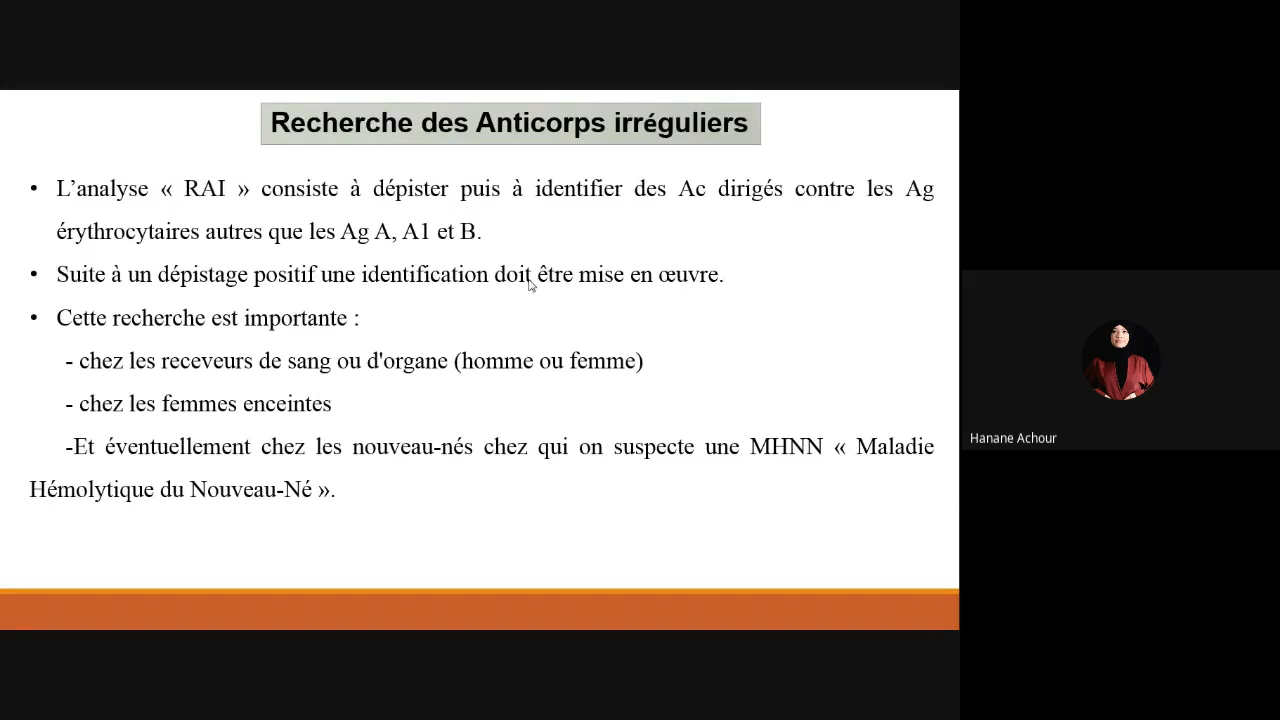 Recherche des Anticorps irréguliers
• L’analyse « RAI » consiste à dépister puis à identifier des Ac dirigés contre les Ag
érythrocytaires autres que les Ag A, A1 et B.
• Suite à un dépistage positif une identification doit être mise en œuvre.
• Cette recherche est importante :
- chez les receveurs de sang ou d'organe (homme ou femme)
- chez les femmes enceintes
-Et éventuellement chez les nouveau-nés chez qui on suspecte une MHNN « Maladie
Hémolytique du Nouveau-Né ».
Hanane Achour